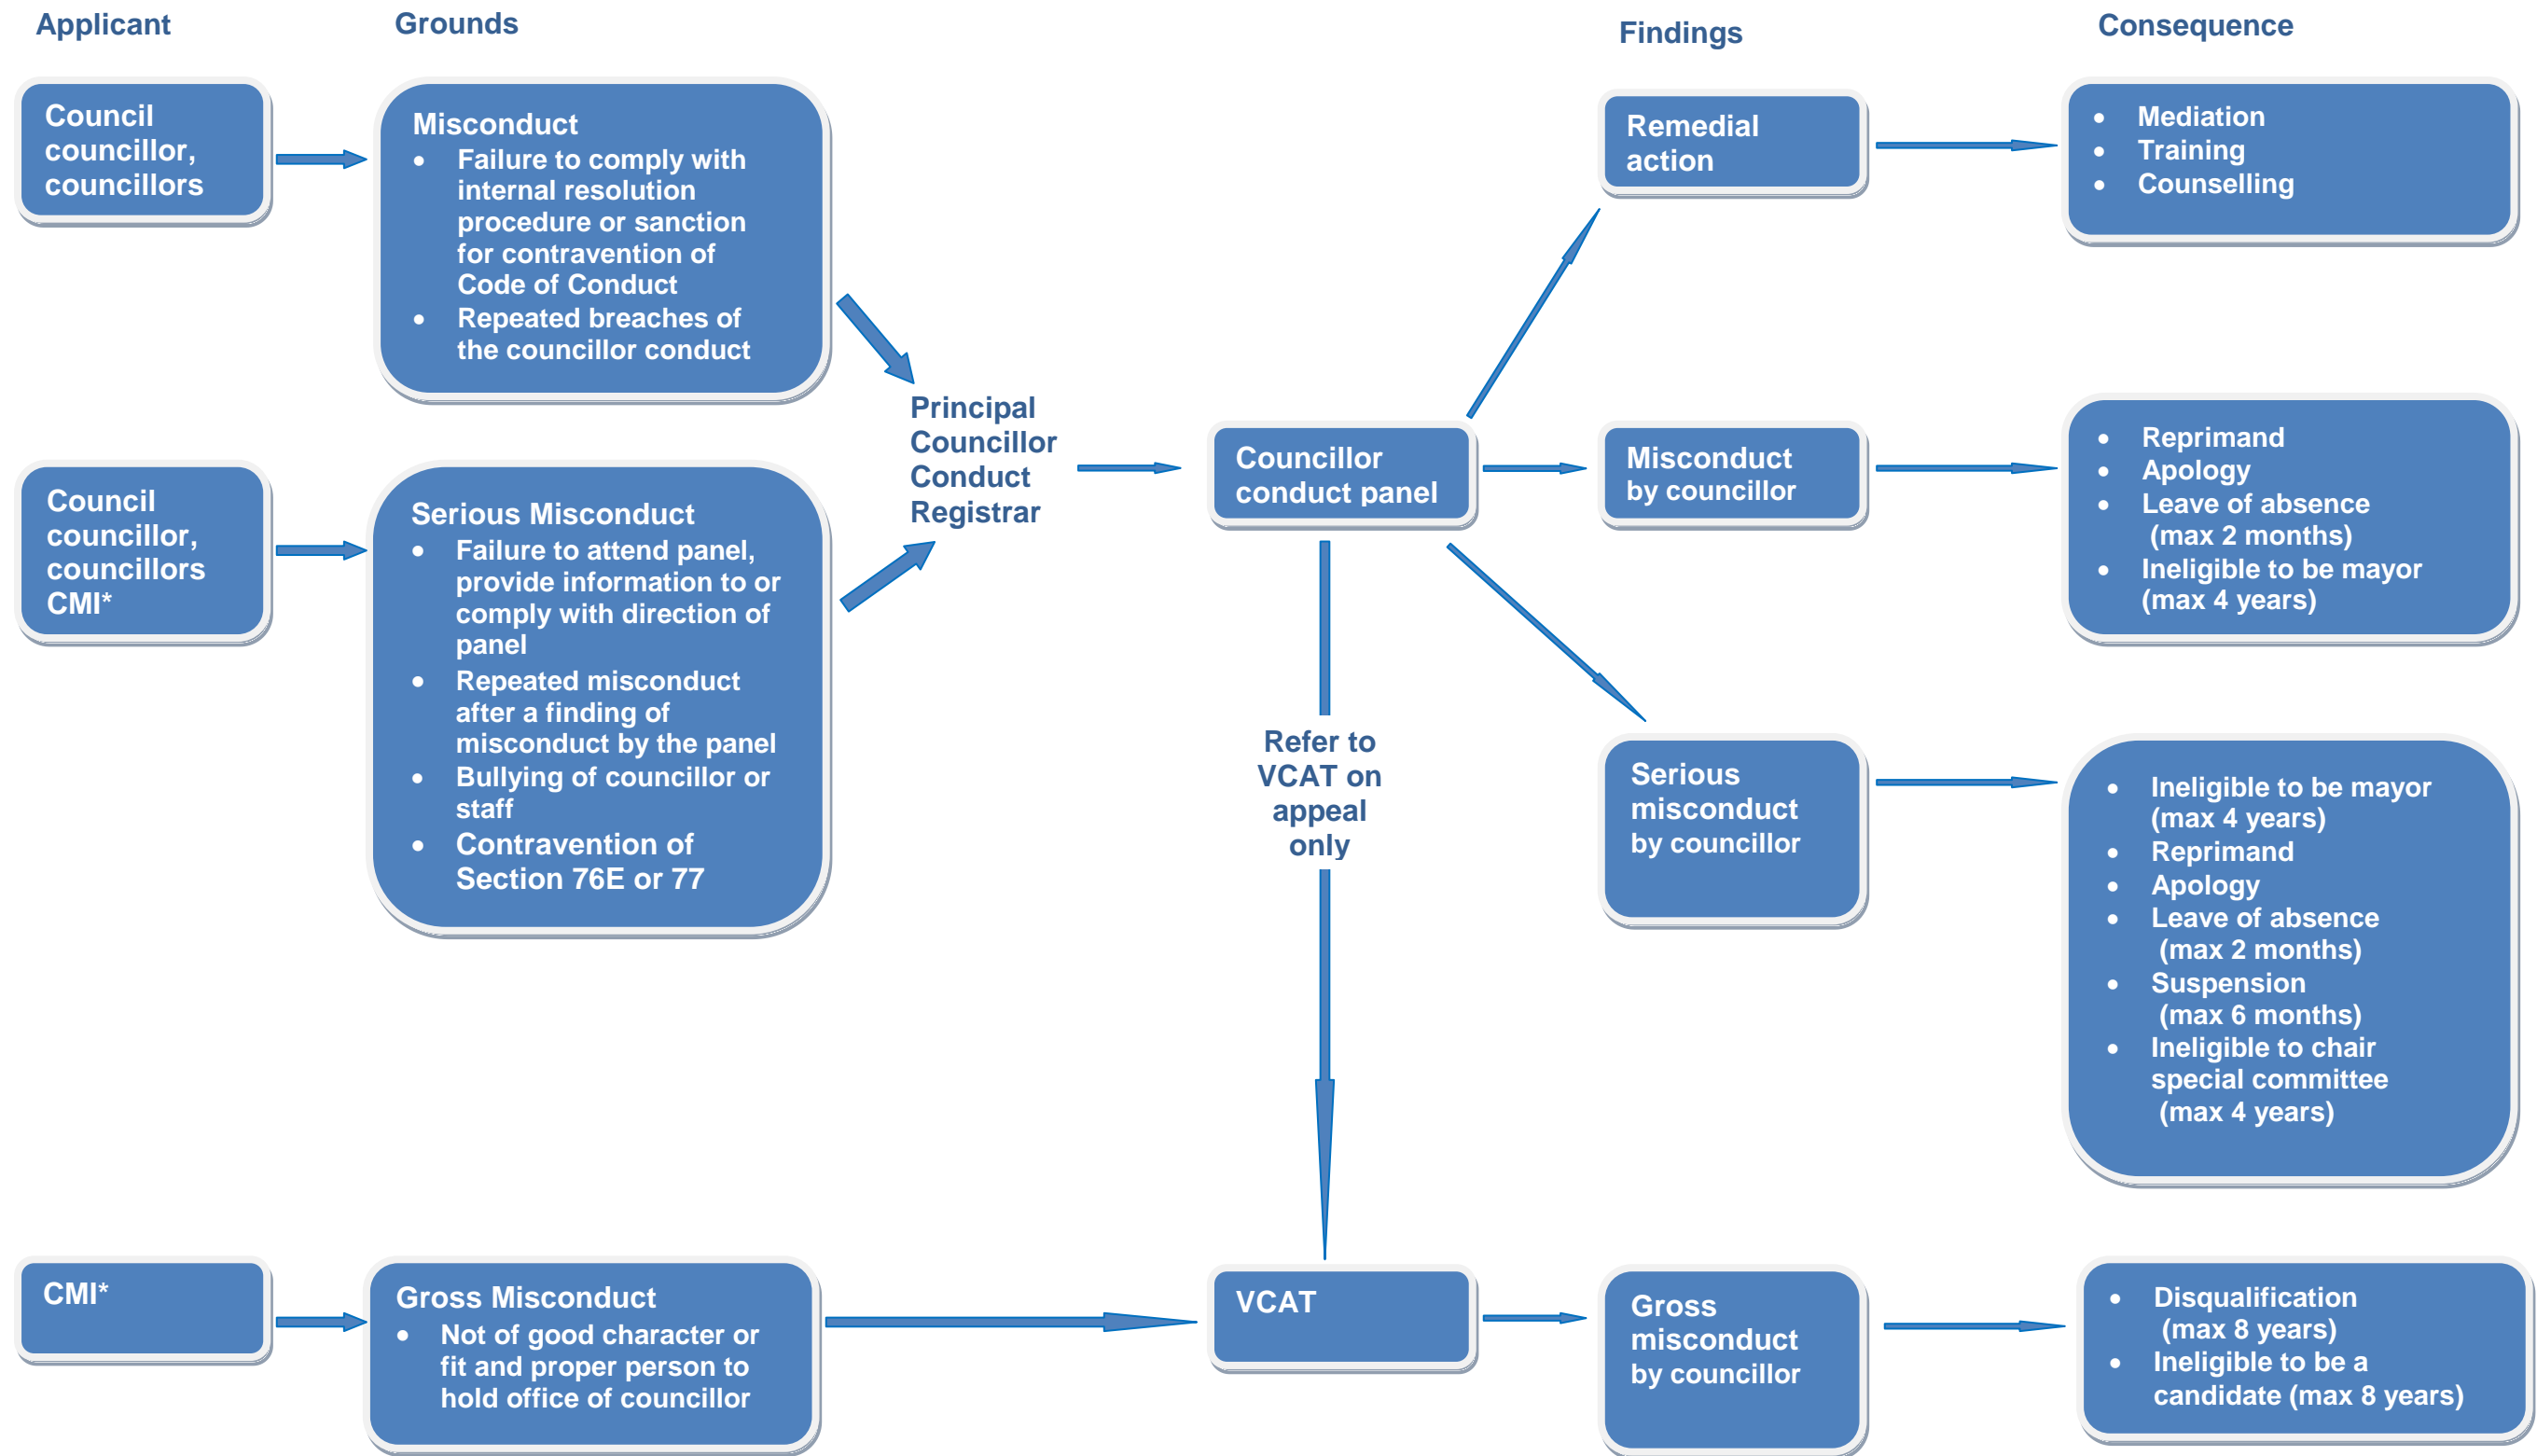 Applicant
Grounds
Findings
Consequence
Council
councillor,
councillors
Misconduct
• Failure to comply with
internal resolution
procedure or sanction
for contravention of
Code of Conduct
• Repeated breaches of
the councillor conduct
Remedial
action
• Mediation
• Training
• Counselling
Council
councillor,
councillors
CMI*
Serious Misconduct
• Failure to attend panel,
provide information to or
comply with direction of
panel
• Repeated misconduct
after a finding of
misconduct by the panel
• Bullying of councillor or
staff
• Contravention of
Section 76E or 77
Principal
Councillor
Conduct
Registrar
Councillor
conduct panel
Misconduct
by councillor
• Reprimand
• Apology
• Leave of absence
(max 2 months)
• Ineligible to be mayor
(max 4 years)
Refer to
VCAT on
appeal
only
Serious
misconduct
by councillor
• Ineligible to be mayor
(max 4 years)
• Reprimand
• Apology
• Leave of absence
(max 2 months)
• Suspension
(max 6 months)
• Ineligible to chair
special committee
(max 4 years)
CMI*
Gross Misconduct
• Not of good character or
fit and proper person to
hold office of councillor
VCAT
Gross
misconduct
by councillor
• Disqualification
(max 8 years)
• Ineligible to be a
candidate (max 8 years)